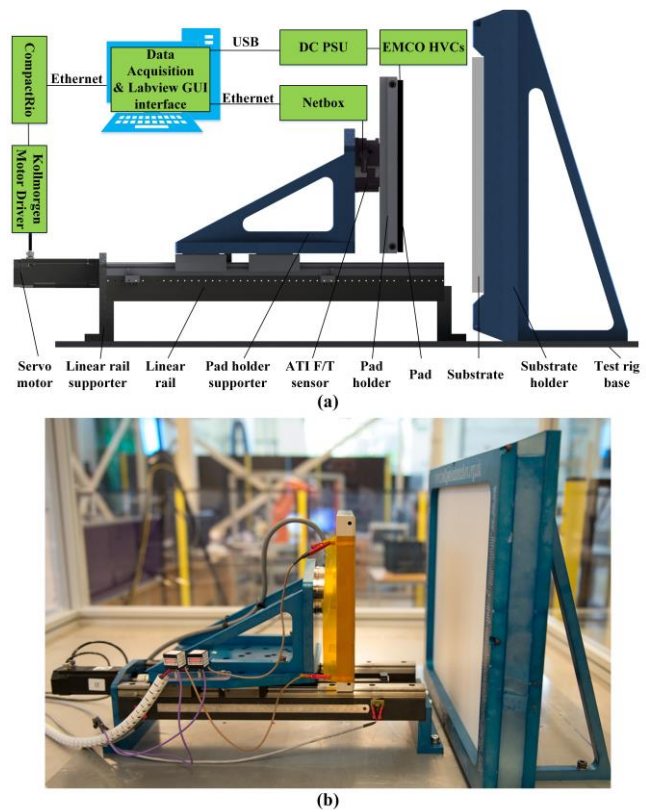 USB
DC PSU
EMCO HVCs
Data
Acquisition
& Labview GUI
interface
CompactRio
Ethernet
Ethernet
Netbox
Kollmorgen
Motor Driver
Servo
motor
Linear rail
supporter
Linear
rail
Pad holder
supporter
ATI F/T
sensor
Pad
holder
Pad
Substrate
Substrate
holder
Test rig
base
(a)
(b)